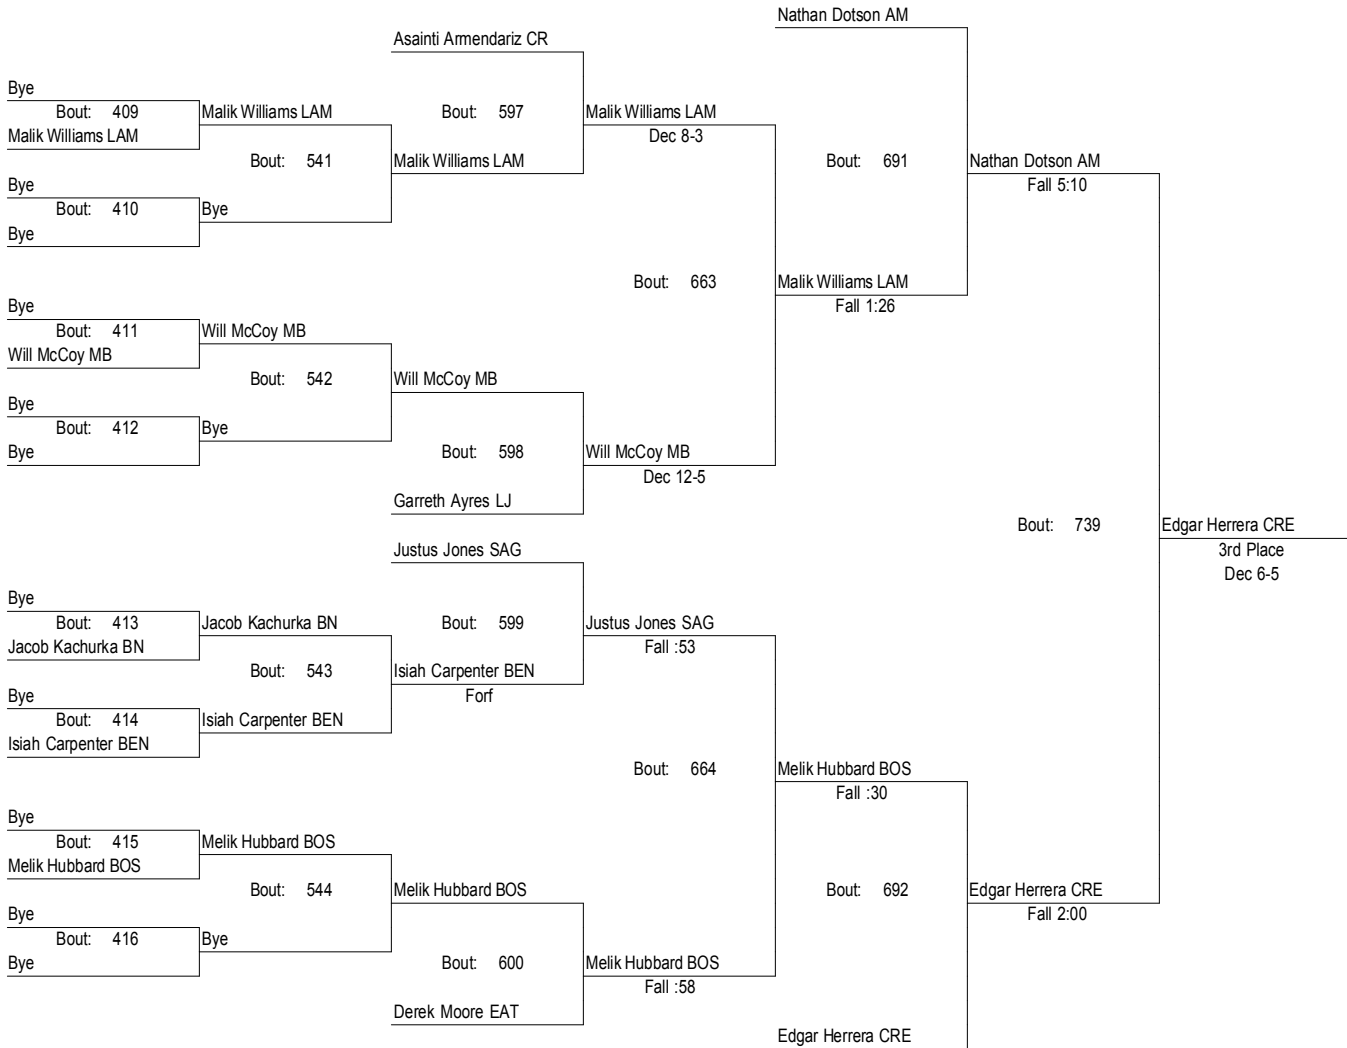 Nathan Dotson AM
Asainti Armendariz CR
Bye
Bout: 409 Malik Williams LAM Bout: 597 Malik Williams LAM
Malik Williams LAM Dec 8-3
Bout: 541 Malik Williams LAM Bout: 691 Nathan Dotson AM
Bye Fall 5:10
Bout: 410 Bye
Bye
Bout: 663 Malik Williams LAM
Bye Fall 1:26
Bout: 411 Will McCoy MB
Will McCoy MB
Bout: 542 Will McCoy MB
Bye
Bout: 412 Bye
Bye Bout: 598 Will McCoy MB
Dec 12-5
Garreth Ayres LJ
Bout: 739 Edgar Herrera CRE
Justus Jones SAG 3rd Place
Dec 6-5
Bye
Bout: 413 Jacob Kachurka BN Bout: 599 Justus Jones SAG
Jacob Kachurka BN Fall :53
Bout: 543 Isiah Carpenter BEN
Bye Forf
Bout: 414 Isiah Carpenter BEN
Isiah Carpenter BEN
Bout: 664 Melik Hubbard BOS
Fall :30
Bye
Bout: 415 Melik Hubbard BOS
Melik Hubbard BOS
Bout: 544 Melik Hubbard BOS Bout: 692 Edgar Herrera CRE
Bye Fall 2:00
Bout: 416 Bye
Bye Bout: 600 Melik Hubbard BOS
Fall :58
Derek Moore EAT
Edgar Herrera CRE